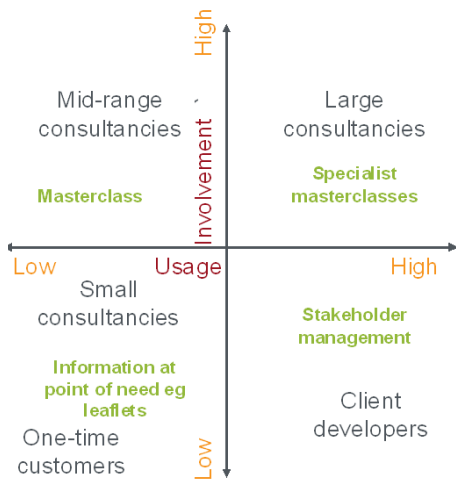 High
Mid-range
consultancies
Large
consultancies
Involvement
Masterclass
Specialist
masterclasses
Low
Usage
High
Small
consultancies
Stakeholder
management
Information at
point of need eg
leaflets
Client
developers
One-time
customers
Low